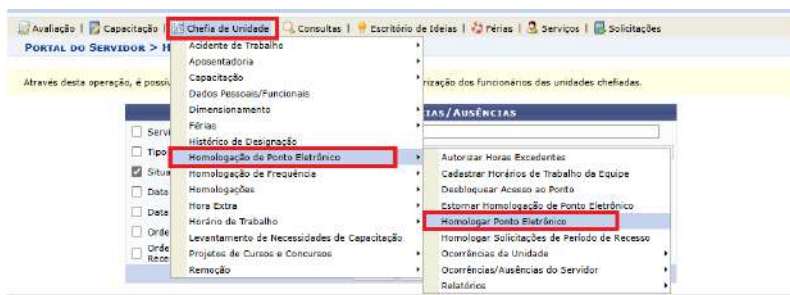 Avaliação | Capacitação | Chefia de Unidade | Consultas | Escritório de Ideias | Férias | Serviços | Solicitações
PORTAL DO SERVIDOR > H
Através desta operação, é possív
rização dos funcionários das unidades chefiadas.
IAS/AUSÊNCIAS
Servi
Tipo
Situa
Data
Data
Orde
Orde
Rece
Acidente de Trabalho
Aposentadoria
Capacitação
Dados Pessoais/Funcionais
Dimensionamento
Férias
Histórico de Designação
Homologação de Ponto Eletrônico
Homologação de Frequência
Homologações
Hora Extra
Horário de Trabalho
Levantamento de Necessidades de Capacitação
Projetos de Cursos e Concursos
Remoção
Autorizar Horas Excedentes
Cadastrar Horários de Trabalho da Equipe
Desbloquear Acesso ao Ponto
Estornar Homologação de Ponto Eletrônico
Homologar Ponto Eletrônico
Homologar Solicitações de Período de Recesso
Ocorrências da Unidade
Ocorrências/Ausências do Servidor
Relatórios